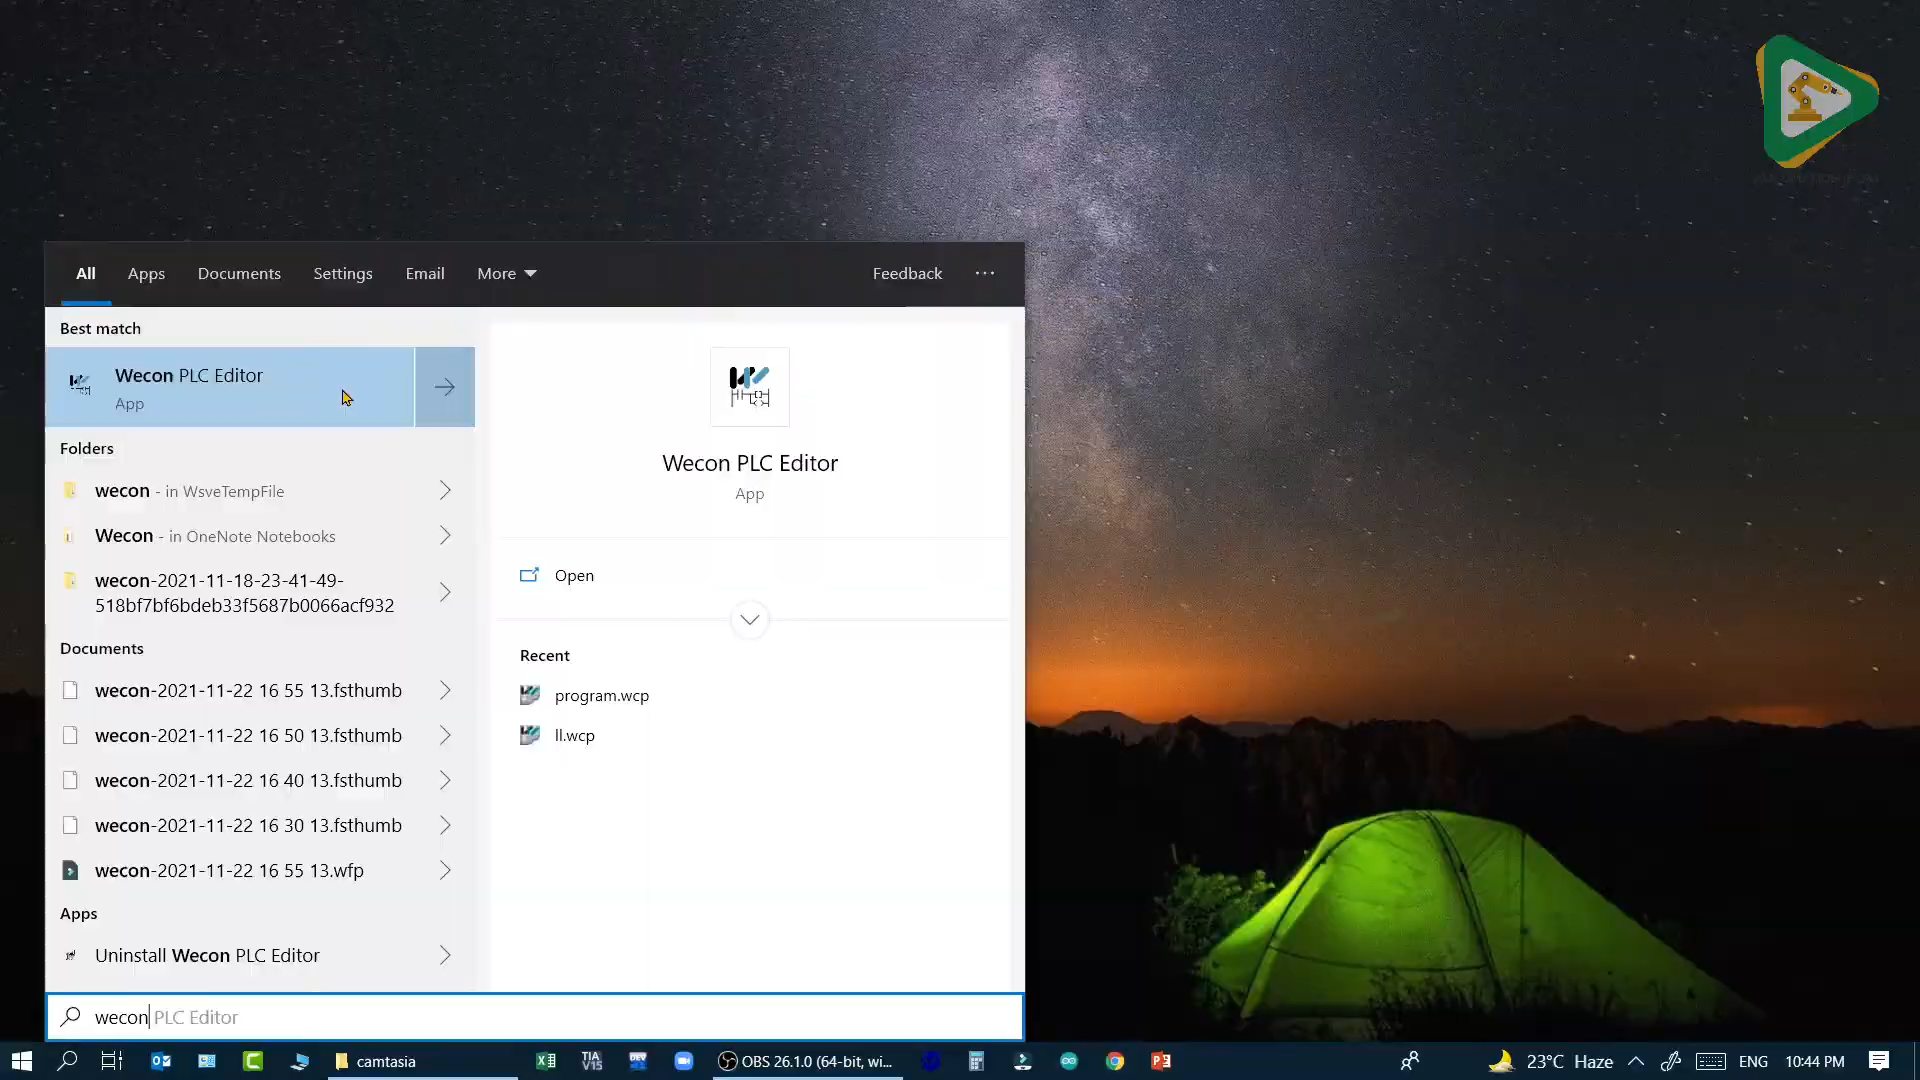 All
Apps
Documents
Settings
Email
More
Feedback
Best match
Wecon PLC Editor
App
Folders
wecon - in WsveTempFile
Wecon - in OneNote Notebooks
wecon-2021-11-18-23-41-49-
518bf7bf6bdeb33f5687b0066acf932
Documents
wecon-2021-11-22 16 55 13.fsthumb
wecon-2021-11-22 16 50 13.fsthumb
wecon-2021-11-22 16 40 13.fsthumb
wecon-2021-11-22 16 30 13.fsthumb
wecon-2021-11-22 16 55 13.wfp
Apps
Uninstall Wecon PLC Editor
Wecon PLC Editor
App
Open
Recent
program.wcp
ll.wcp
wecon PLC Editor
camtasia
TIA
V15
DEV
OBS 26.1.0 (64-bit, wi...
23°C Haze
ENG
10:44 PM